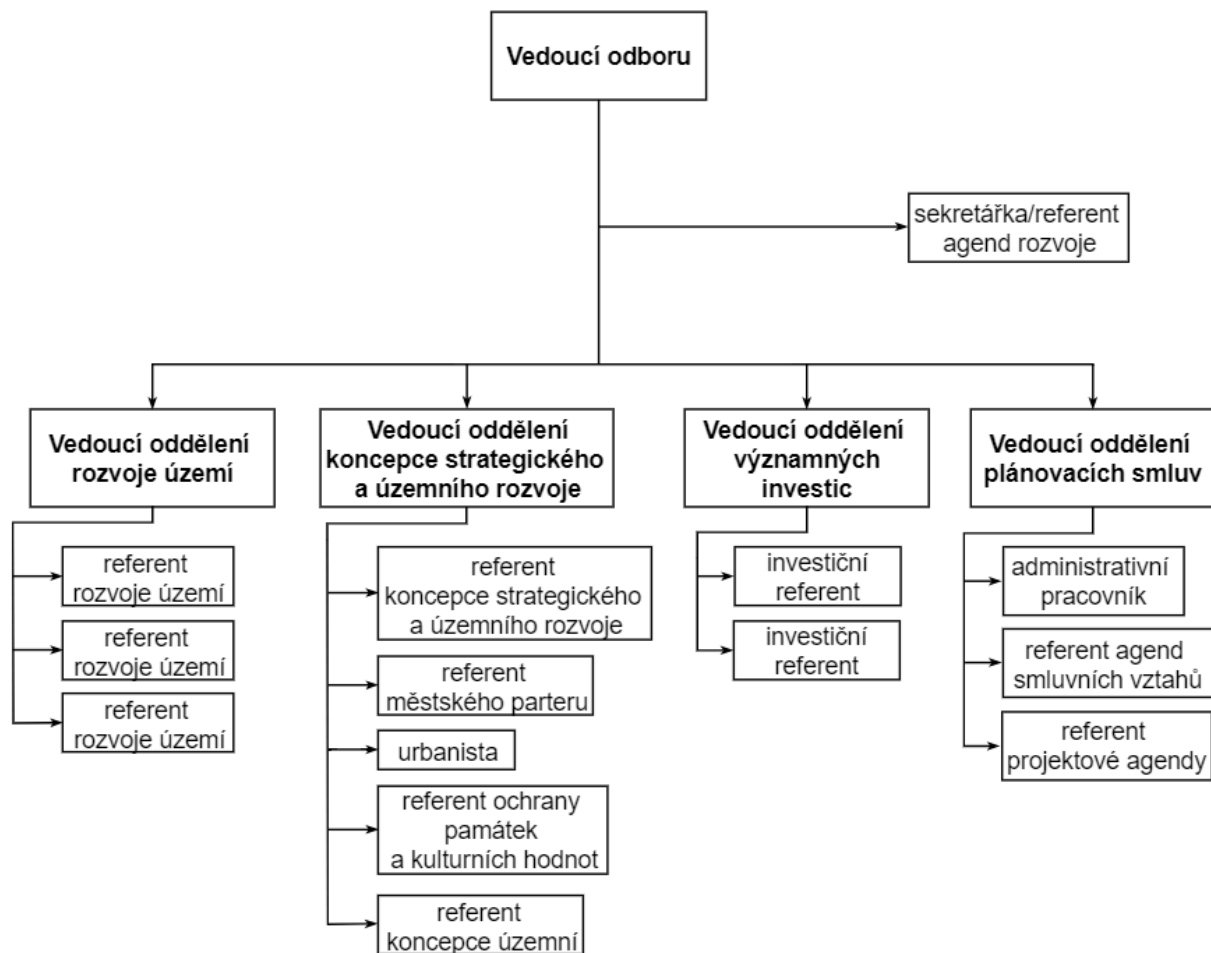 Vedoucí odboru
sekretářka/referent
agend rozvoje
Vedoucí oddělení
rozvoje území
referent
rozvoje území
referent
rozvoje území
referent
rozvoje území
Vedoucí oddělení
koncepce strategického
a územního rozvoje
referent
koncepce strategického
a územního rozvoje
referent
městského parteru
urbanista
referent ochrany
památek
a kulturních hodnot
referent
koncepce územní
Vedoucí oddělení
významných
investic
investiční
referent
investiční
referent
Vedoucí oddělení
plánovacích smluv
administrativní
pracovník
referent agend
smluvních vztahů
referent
projektové agendy